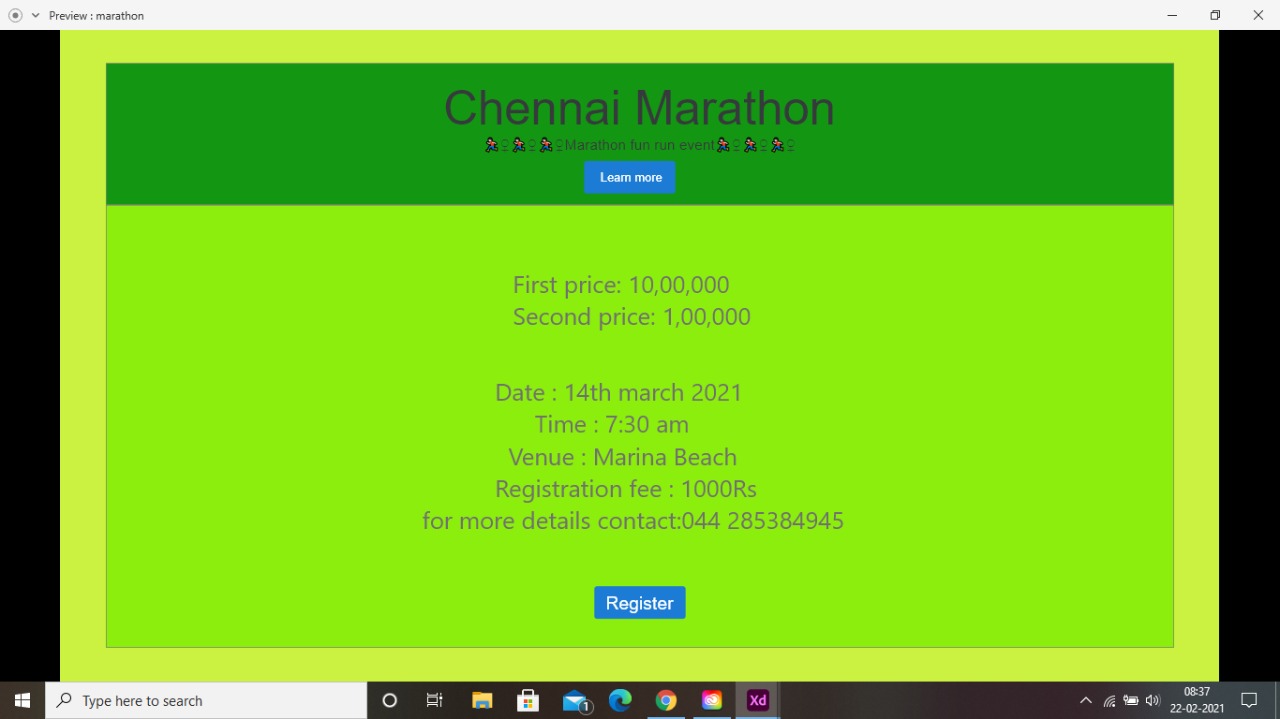 Preview : marathon
Chennai Marathon
🏃♀🏃♀🏃♀Marathon fun run event🏃♀🏃♀🏃♀
Learn more
First price: 10,00,000
Second price: 1,00,000
Date : 14th march 2021
Time : 7:30 am
Venue : Marina Beach
Registration fee : 1000Rs
for more details contact:044 285384945
Register
Type here to search
1
Xd
08:37
22-02-2021